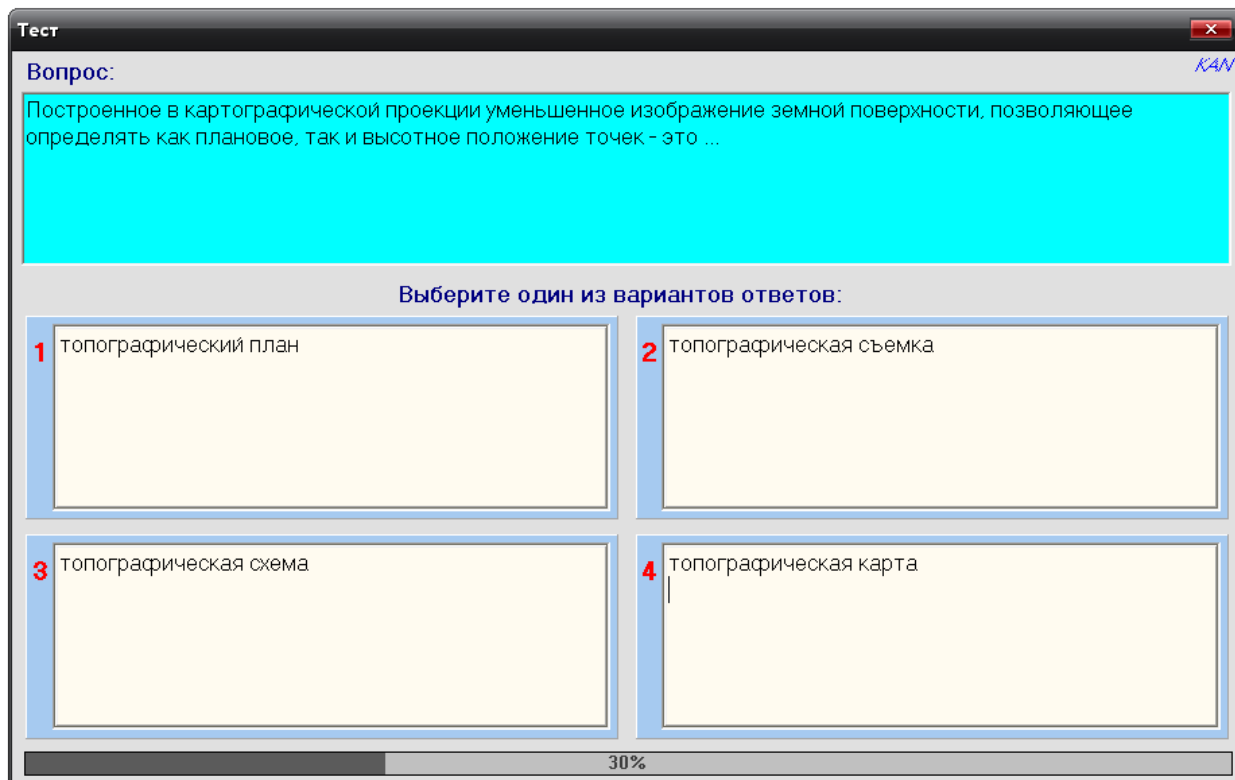 Тест
Вопрос:
KAN
Построенное в картографической проекции уменьшенное изображение земной поверхности, позволяющее
определять как плановое, так и высотное положение точек - это ...
Выберите один из вариантов ответов:
1
топографический план
2
топографическая съемка
3
топографическая схема
4
топографическая карта
30%